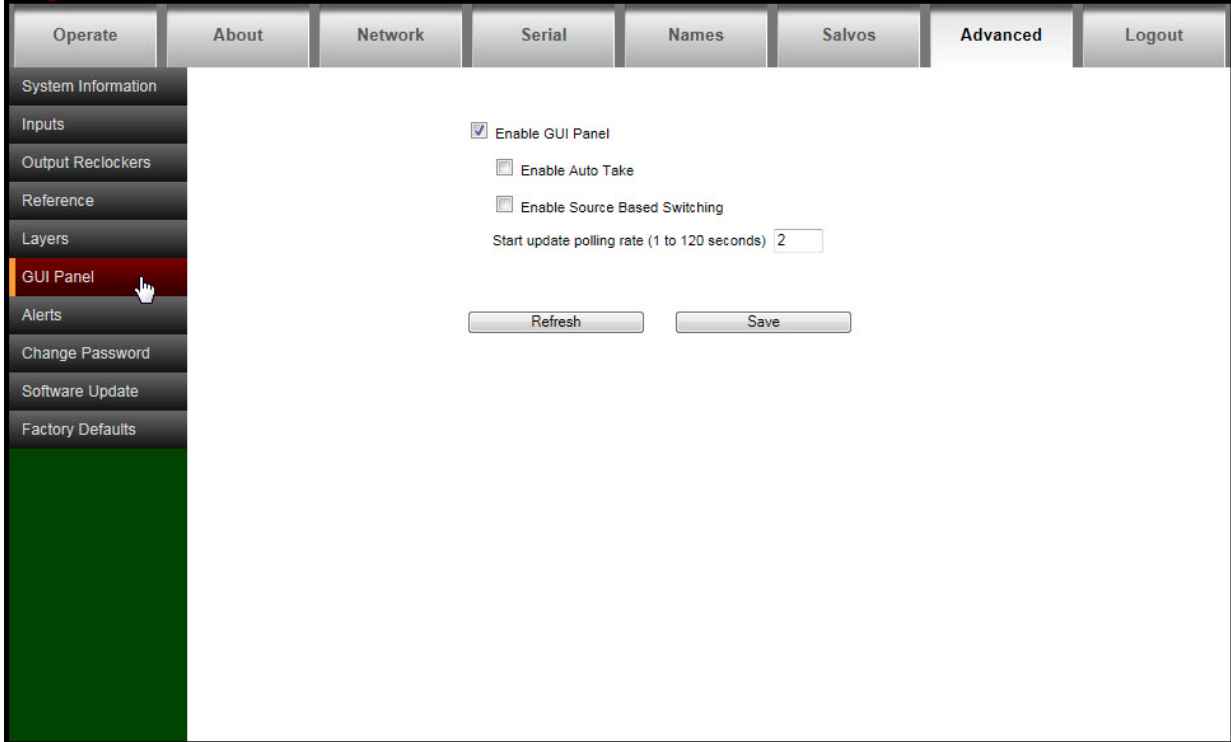 Operate About Network Serial Names Salvos Advanced Logout
System Information
Inputs
Output Reclockers
Reference
Layers
GUI Panel
Alerts
Change Password
Software Update
Factory Defaults
Enable GUI Panel
Enable Auto Take
Enable Source Based Switching
Start update polling rate (1 to 120 seconds) 2
Refresh Save